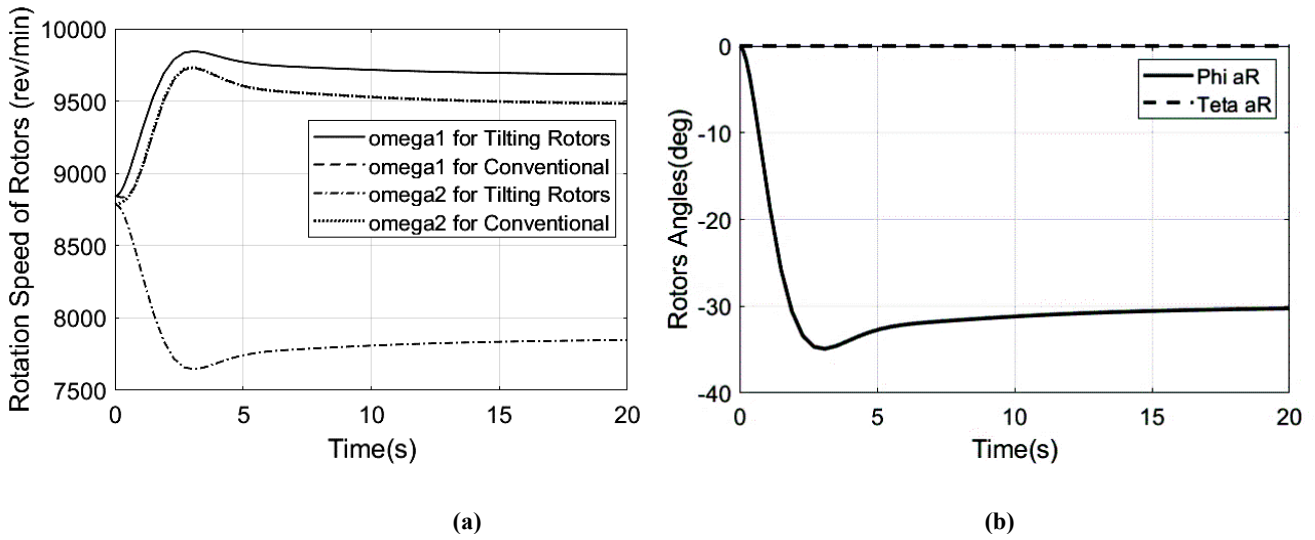 Rotation Speed of Rotors (rev/min)
10000
9500
9000
8500
8000
7500
omega1 for Tilting Rotors
omega1 for Conventional
omega2 for Tilting Rotors
omega2 for Conventional
0
5
10
15
20
Time(s)
(a)
Rotors Angles(deg)
0
-10
-20
-30
-40
Phi aR
Teta aR
0
5
10
15
20
Time(s)
(b)